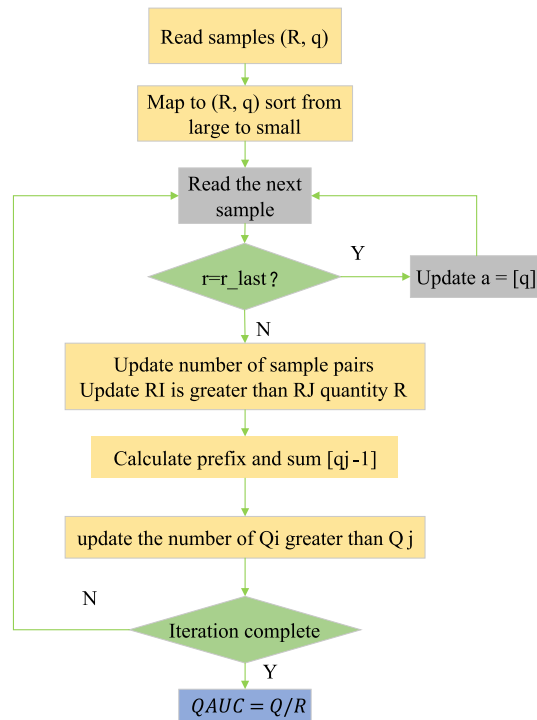 Read samples (R, q)
Map to (R, q) sort from
large to small
Read the next
sample
r=r_last?
Y
Update a = [q]
N
Update number of sample pairs
Update RI is greater than RJ quantity R
Calculate prefix and sum [qj-1]
update the number of Qi greater than Q j
N
Iteration complete
Y
QAUC = Q/R